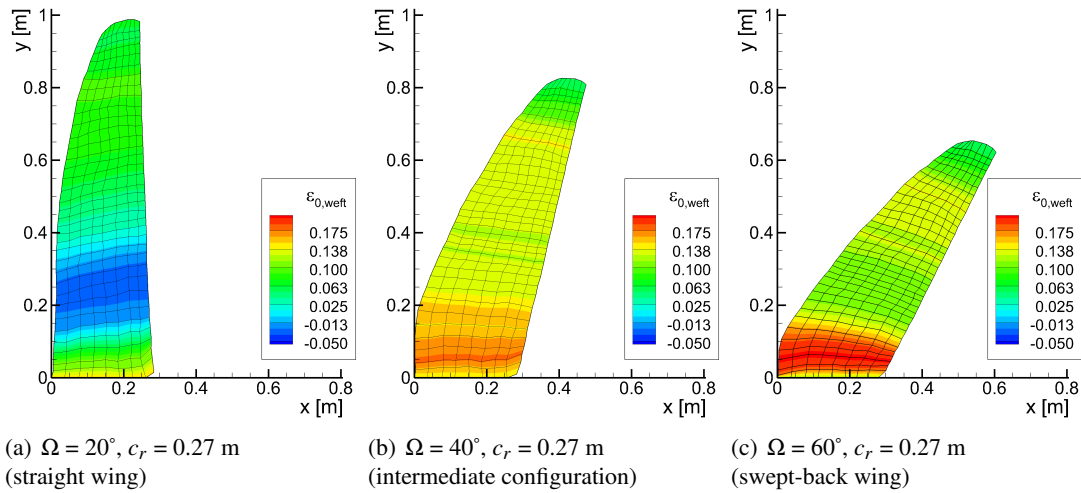 y [m]
1
0.8
0.6
0.4
0.2
0
0 0.2 0.4 0.6 0.8
x [m]
ε0,weft
0.175
0.138
0.100
0.063
0.025
-0.013
-0.050
y [m]
1
0.8
0.6
0.4
0.2
0
0 0.2 0.4 0.6 0.8
x [m]
ε0,weft
0.175
0.138
0.100
0.063
0.025
-0.013
-0.050
y [m]
1
0.8
0.6
0.4
0.2
0
0 0.2 0.4 0.6 0.8
x [m]
ε0,weft
0.175
0.138
0.100
0.063
0.025
-0.013
-0.050
(a) Ω = 20°, cr = 0.27 m
(straight wing)
(b) Ω = 40°, cr = 0.27 m
(intermediate configuration)
(c) Ω = 60°, cr = 0.27 m
(swept-back wing)